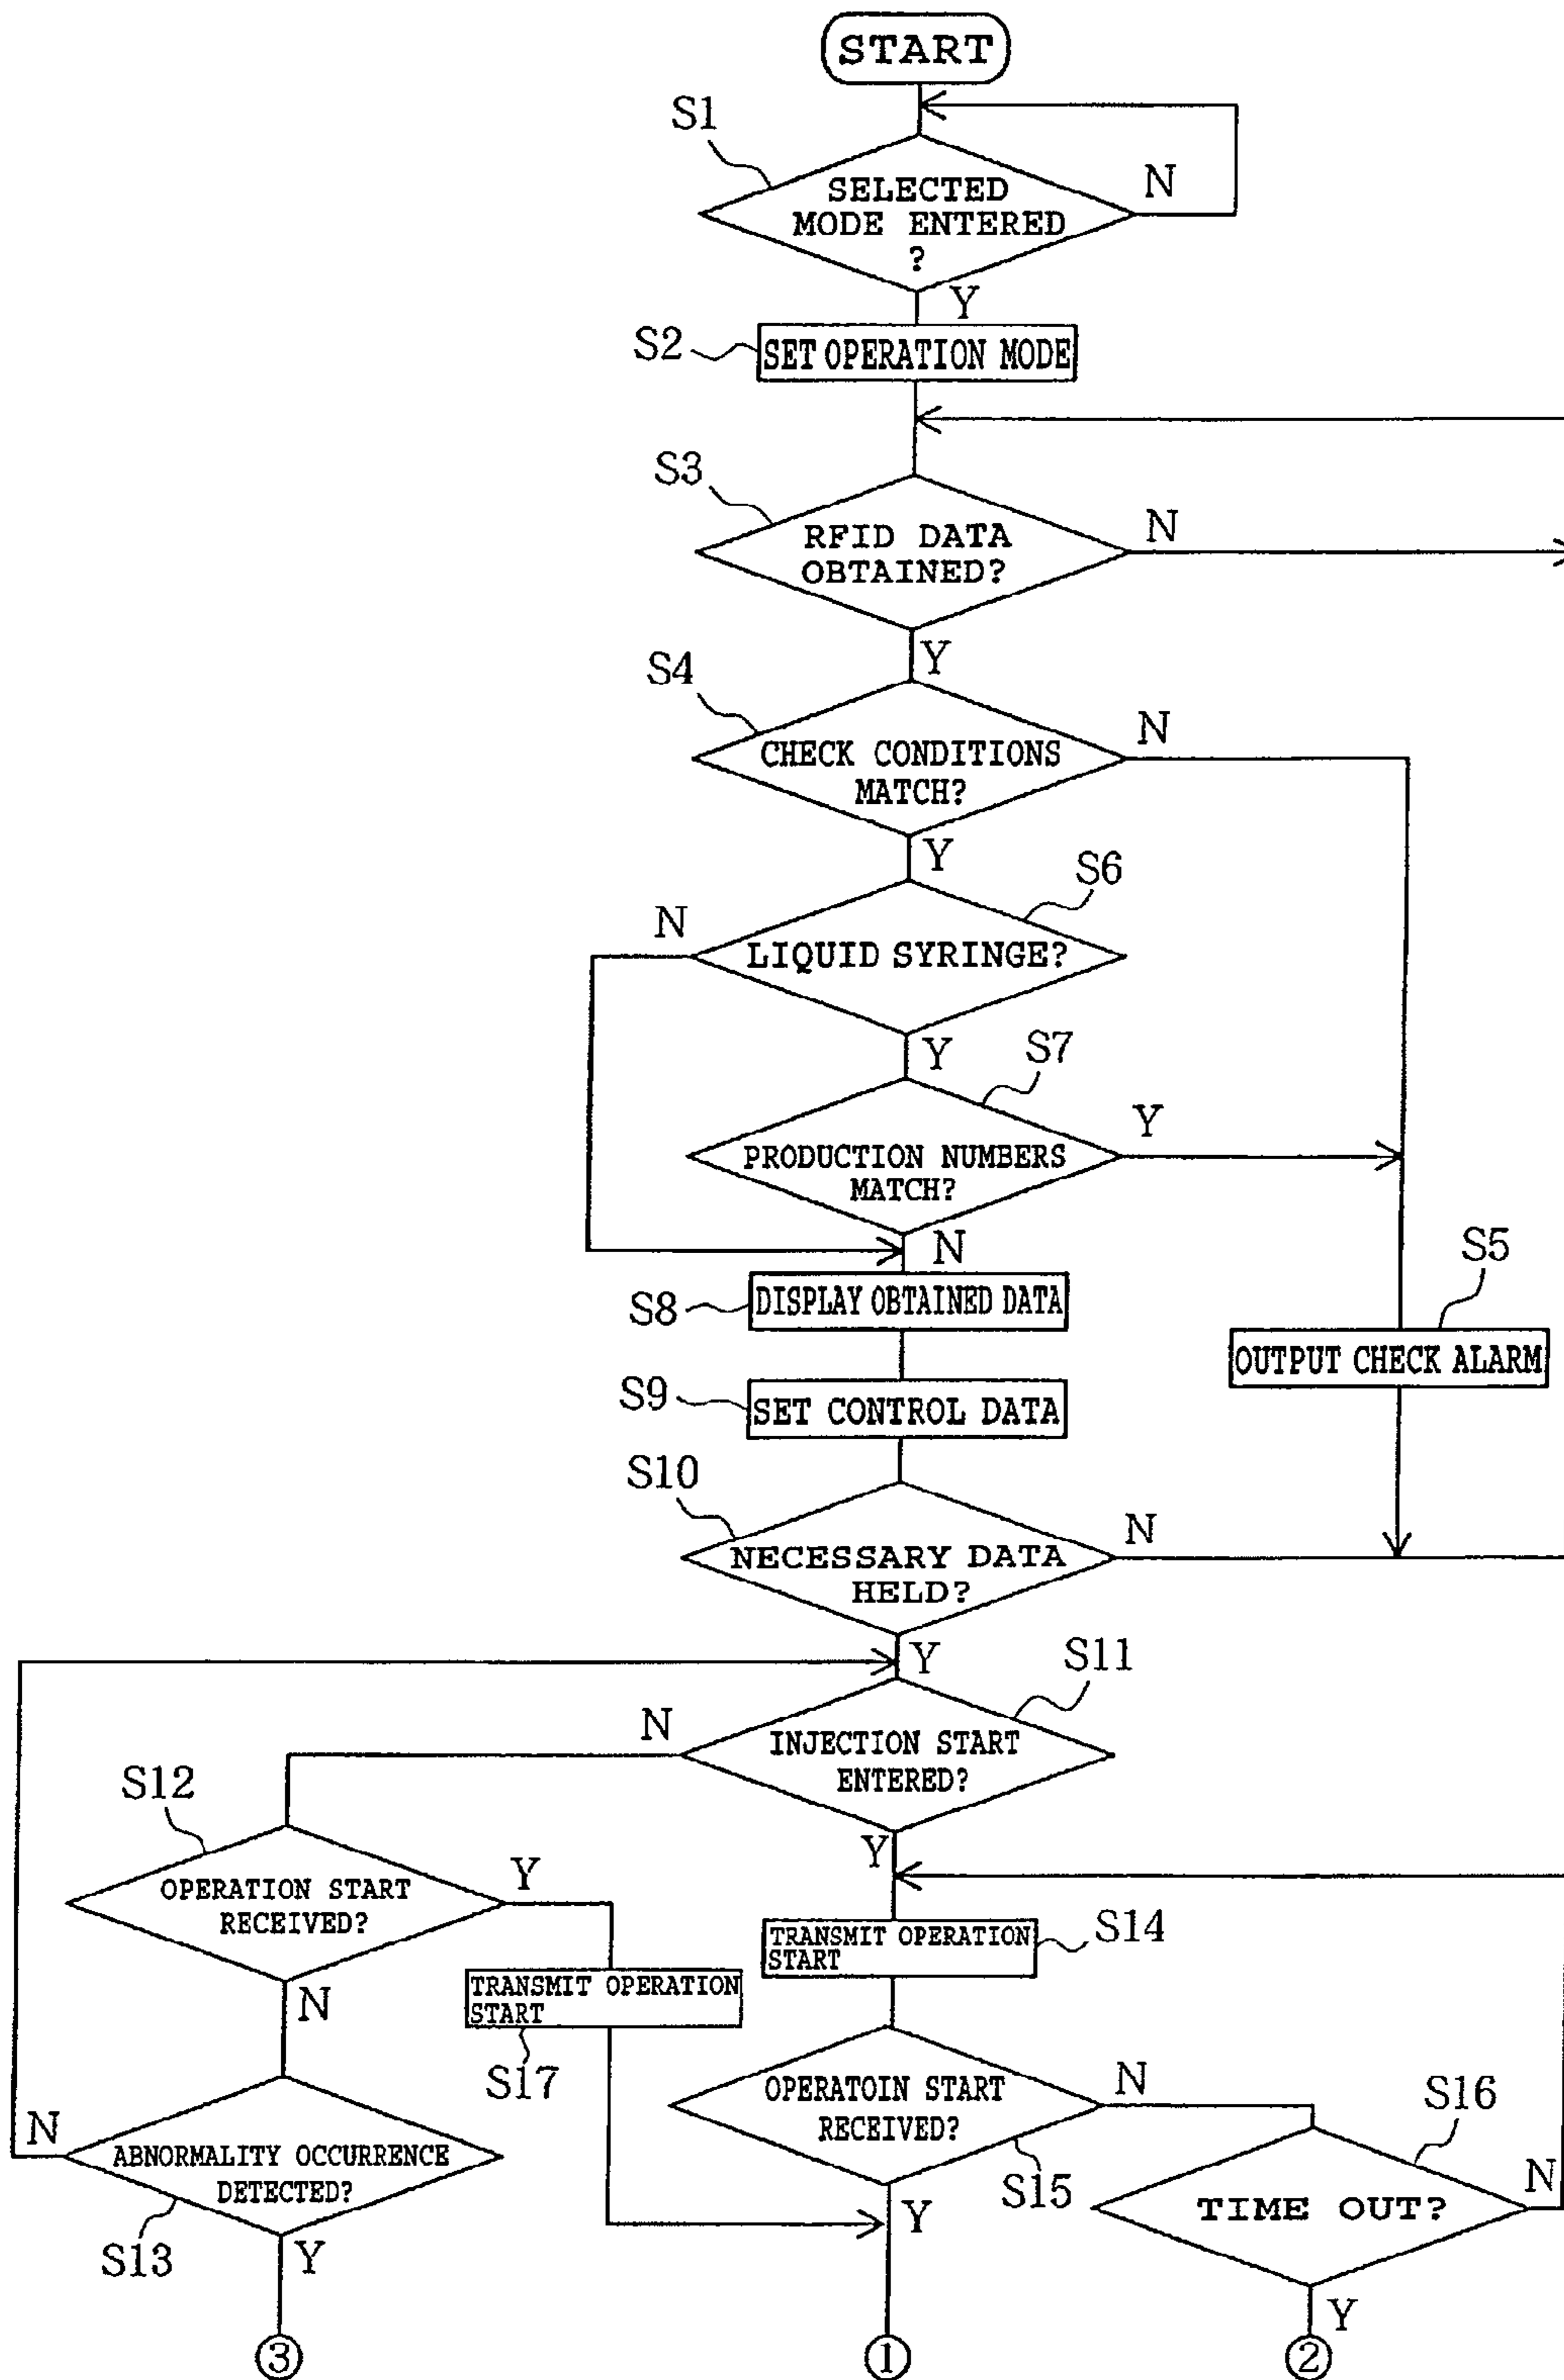 START
S1
SELECTED
MODE ENTERED
?
N
Y
S2
SET OPERATION MODE
S3
RFID DATA
OBTAINED?
N
Y
S4
CHECK CONDITIONS
MATCH?
N
Y
S6
N
LIQUID SYRINGE?
Y
S7
Y
PRODUCTION NUMBERS
MATCH?
N
S5
S8
DISPLAY OBTAINED DATA
OUTPUT CHECK ALARM
S9
SET CONTROL DATA
S10
N
NECESSARY DATA
HELD?
Y
S11
N
INJECTION START
ENTERED?
S12
Y
Y
OPERATION START
RECEIVED?
S14
TRANSMIT OPERATION
START
N
TRANSMIT OPERATION
START
S17
OPERATOIN START
RECEIVED?
N
S16
N
ABNORMALITY OCCURRENCE
DETECTED?
S15
N
TIME OUT?
S13
Y
Y
Y
③
①
②